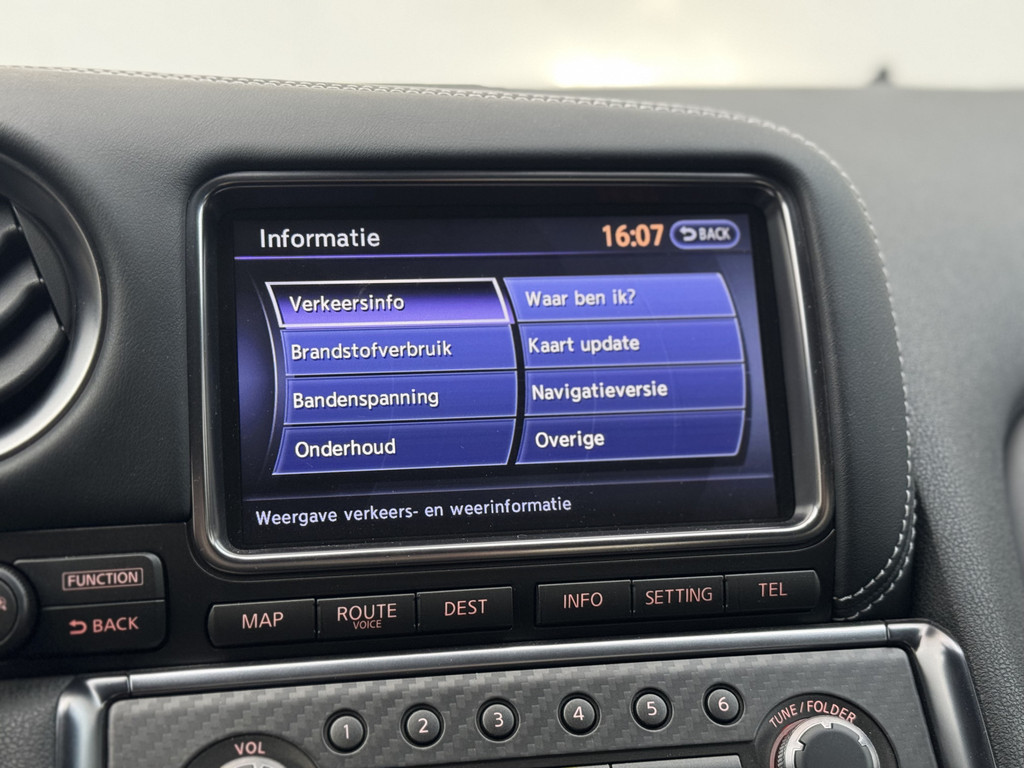 Informatie
16:07
BACK
Verkeersinfo
Waar ben ik?
Brandstofverbruik
Kaart update
Bandenspanning
Navigatieversie
Onderhoud
Overige
Weergave verkeers- en weerinformatie
FUNCTION
BACK
MAP
ROUTE
VOICE
DEST
INFO
SETTING
TEL
1
2
3
4
5
6
VOL
TUNE / FOLDER